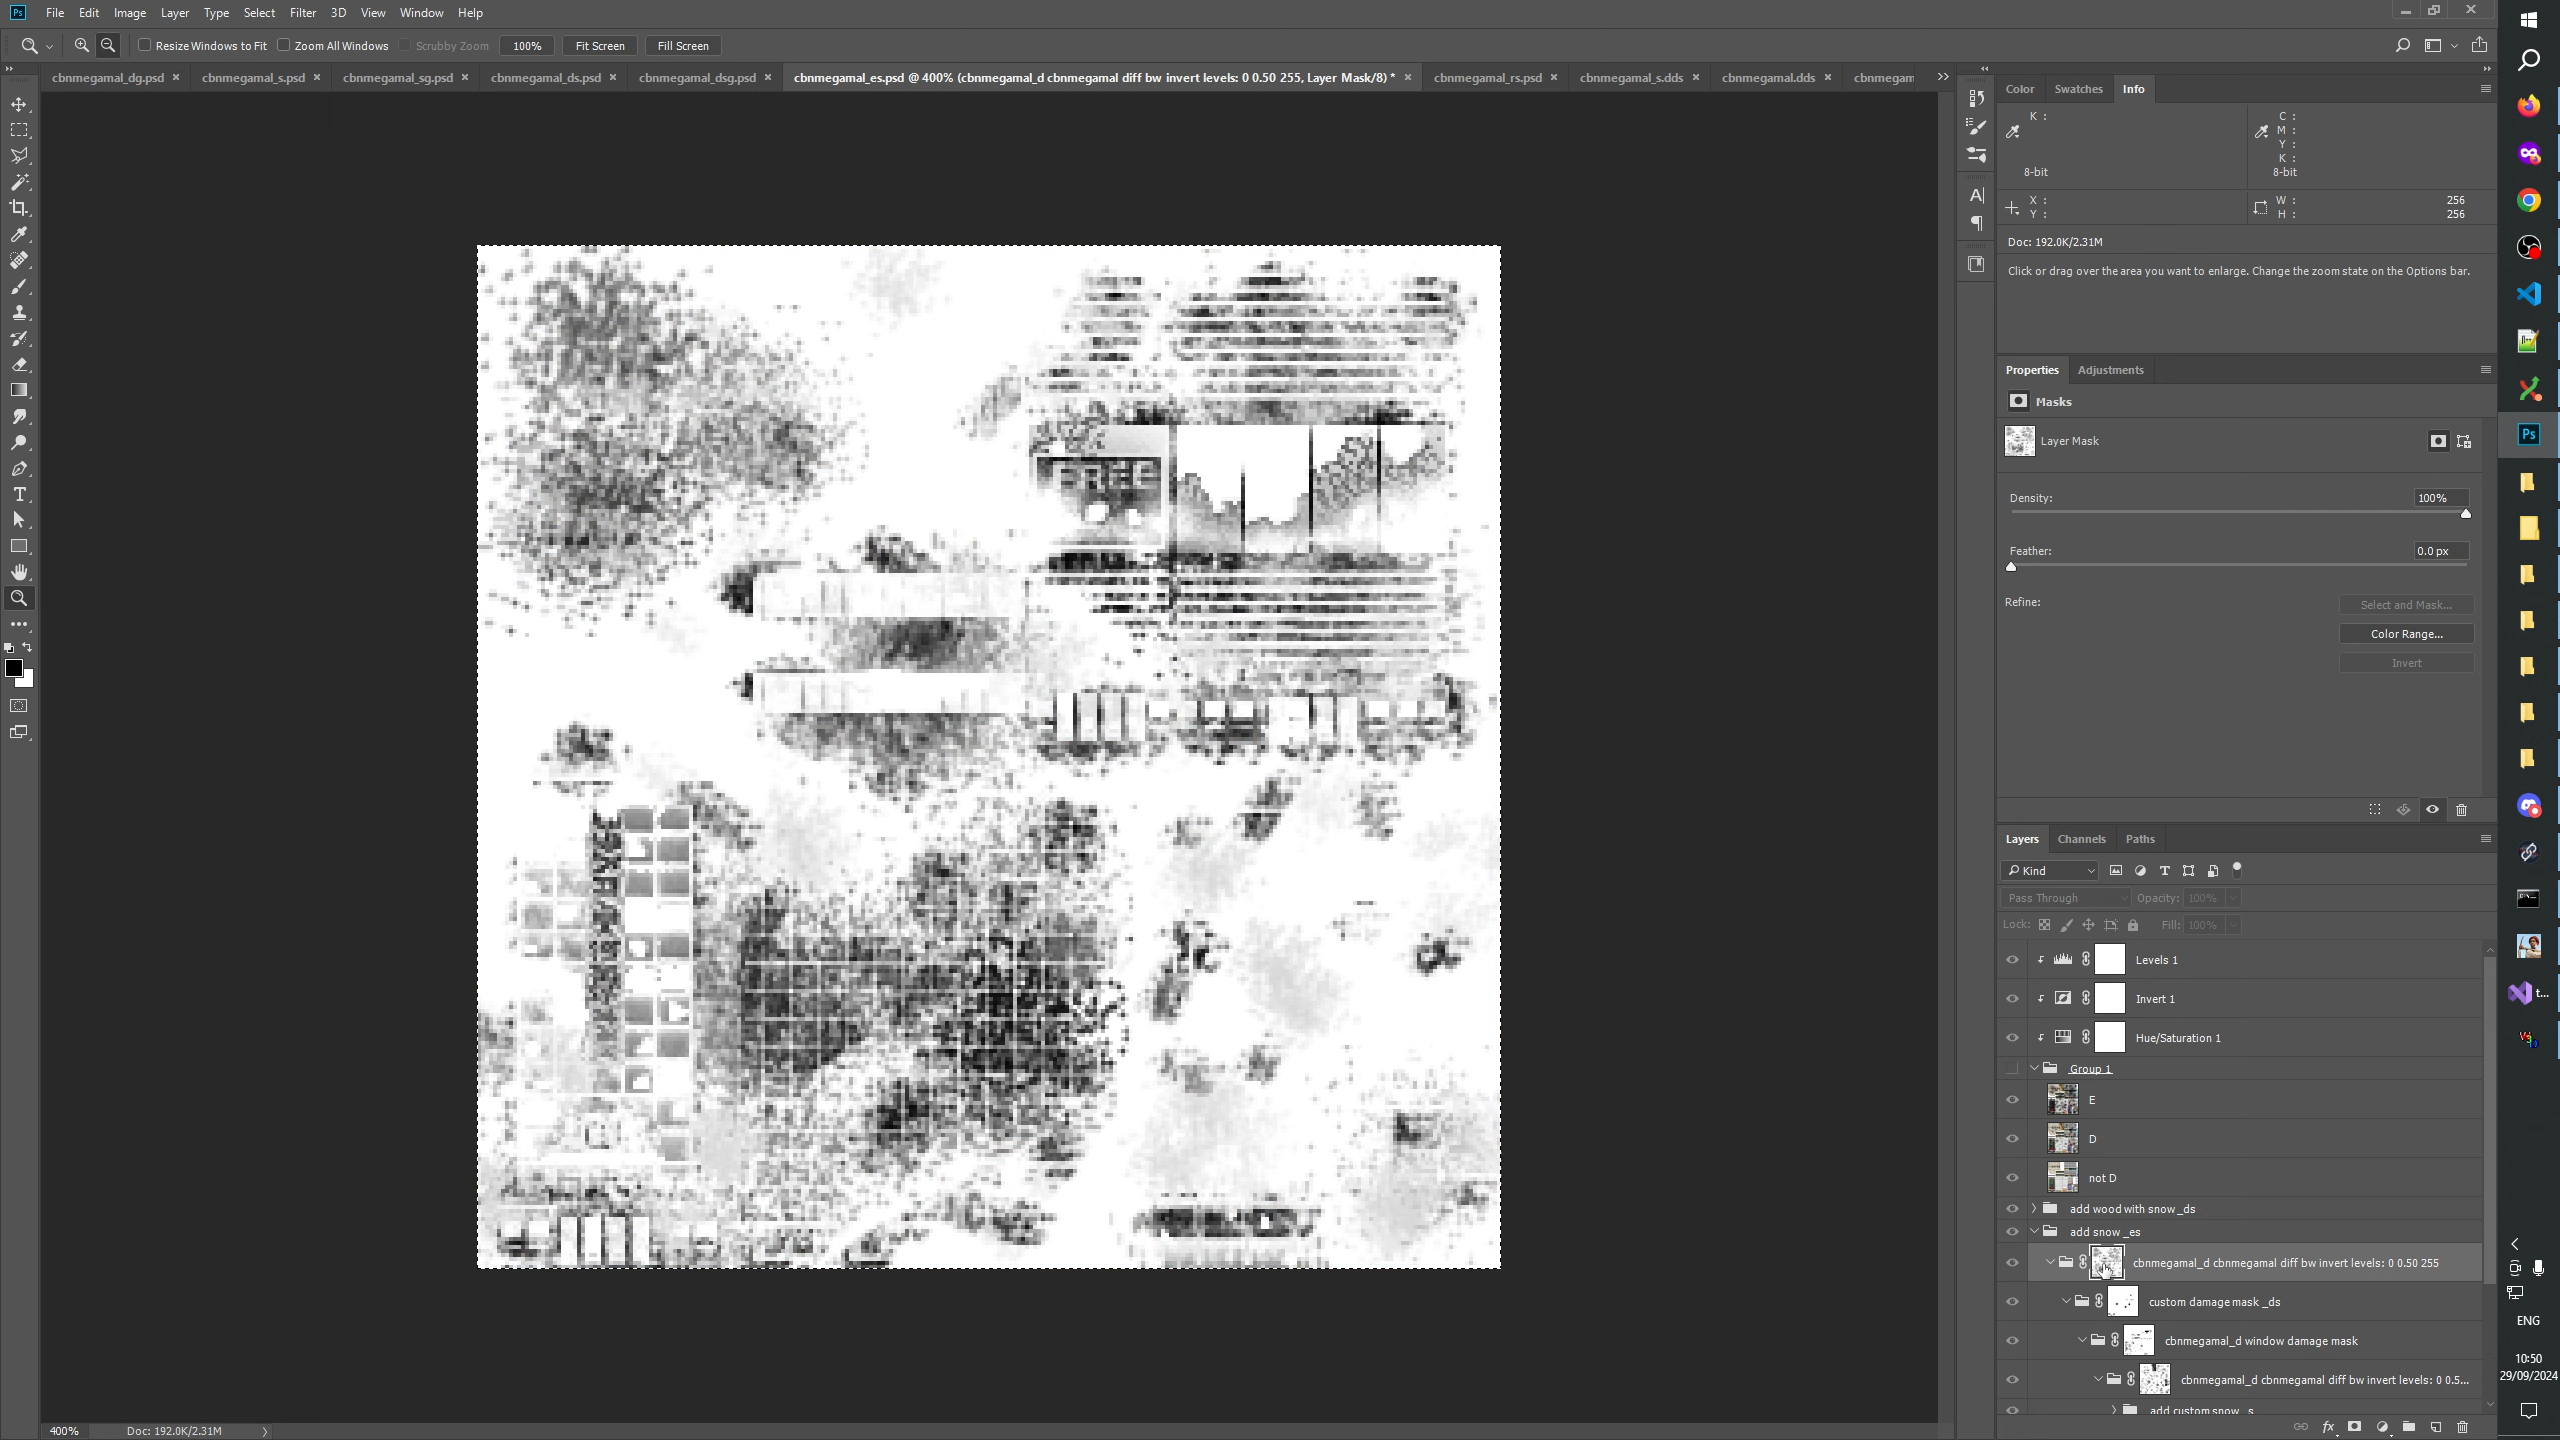 Ps File Edit Image Layer Type Select Filter 3D View Window Help
Resize Windows to Fit Zoom All Windows Scrubby Zoom 100% Fit Screen Fill Screen
cbnmegamal_dg.psd × cbnmegamal_s.psd × cbnmegamal_sg.psd × cbnmegamal_ds.psd × cbnmegamal_dsg.psd × cbnmegamal_es.psd @ 400% (cbnmegamal_d cbnmegamal diff bw invert levels: 0 0.50 255, Layer Mask/8) * × cbnmegamal_rs.psd × cbnmegamal_s.dds × cbnmegamal.dds × cbnmegam
Color Swatches Info
K :
8-bit
C :
M :
Y :
K :
8-bit
X :
Y :
W : 256
H : 256
Doc: 192.0K/2.31M
Click or drag over the area you want to enlarge. Change the zoom state on the Options bar.
Properties Adjustments
Masks
Layer Mask
Density: 100%
Feather: 0.0 px
Refine: Select and Mask...
Color Range...
Invert
Layers Channels Paths
Kind
Pass Through Opacity: 100%
Lock: Fill: 100%
Levels 1
Invert 1
Hue/Saturation 1
Group 1
E
D
not D
add wood with snow _ds
add snow _es
cbnmegamal_d cbnmegamal diff bw invert levels: 0 0.50 255
custom damage mask _ds
cbnmegamal_d window damage mask
cbnmegamal_d cbnmegamal diff bw invert levels: 0 0.5...
add custom snow _s
400% Doc: 192.0K/2.31M
Ps
t...
ENG
10:50
29/09/2024